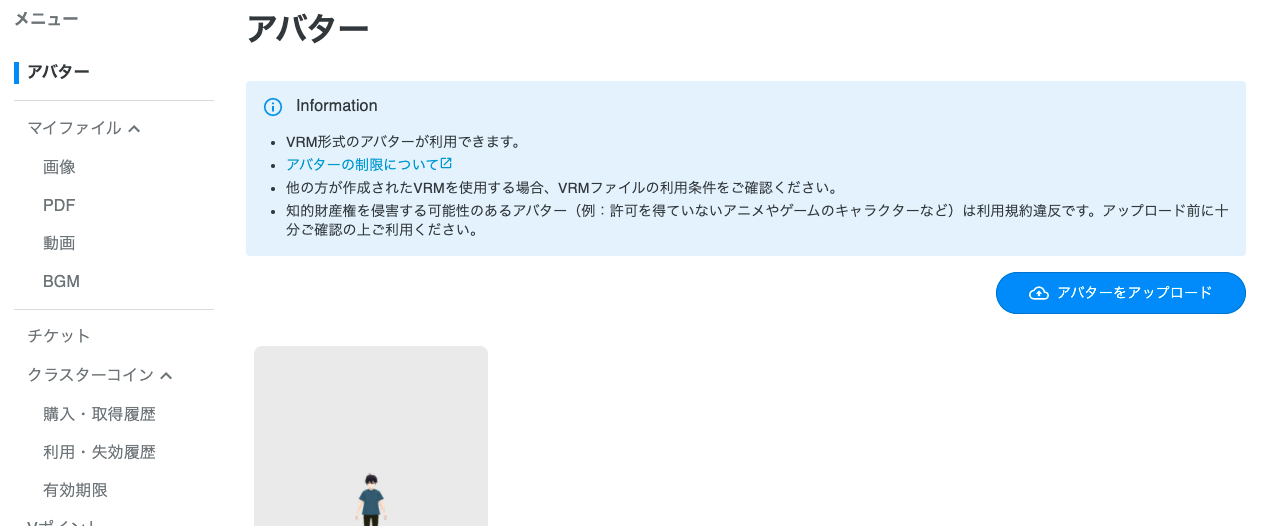 メニュー
アバター
マイファイル
画像
PDF
動画
BGM
チケット
クラスターコイン
購入・取得履歴
利用・失効履歴
有効期限
Vポイント
アバター
Information
VRM形式のアバターが利用できます。
アバターの制限について
他の方が作成されたVRMを使用する場合、VRMファイルの利用条件をご確認ください。
知的財産権を侵害する可能性のあるアバター（例：許可を得ていないアニメやゲームのキャラクターなど）は利用規約違反です。アップロード前に十
分ご確認の上ご利用ください。
アバターをアップロード